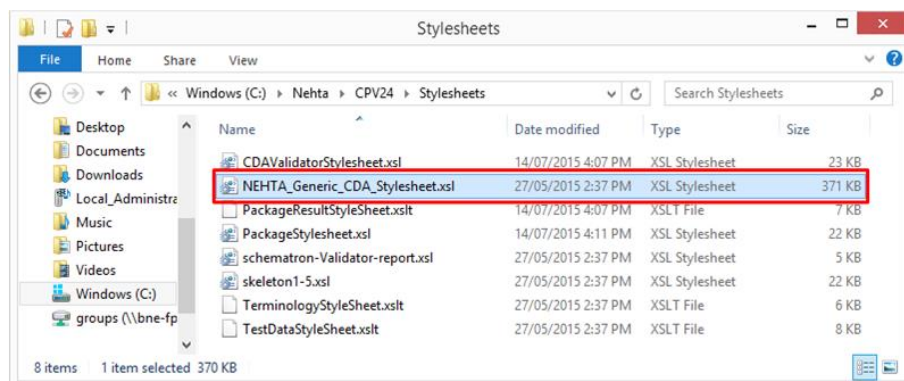 Stylesheets
File Home Share View
« Windows (C:) Nehta CPV24 Stylesheets Search Stylesheets
Desktop
Documents
Downloads
Local_Administra
Music
Pictures
Videos
Windows (C:)
groups (\\bne-fp
Name Date modified Type Size
CDAValidatorStylesheet.xsl 14/07/2015 4:07 PM XSL Stylesheet 23 KB
NEHTA_Generic_CDA_Stylesheet.xsl 27/05/2015 2:37 PM XSL Stylesheet 371 KB
PackageResultStyleSheet.xslt 14/07/2015 4:07 PM XSLT File 7 KB
PackageStylesheet.xsl 14/07/2015 4:11 PM XSL Stylesheet 22 KB
schematron-Validator-report.xsl 27/05/2015 2:37 PM XSL Stylesheet 5 KB
skeleton1-5.xsl 27/05/2015 2:37 PM XSL Stylesheet 22 KB
TerminologyStyleSheet.xslt 27/05/2015 2:37 PM XSLT File 6 KB
TestDataStyleSheet.xslt 27/05/2015 2:37 PM XSLT File 8 KB
8 items 1 item selected 370 KB